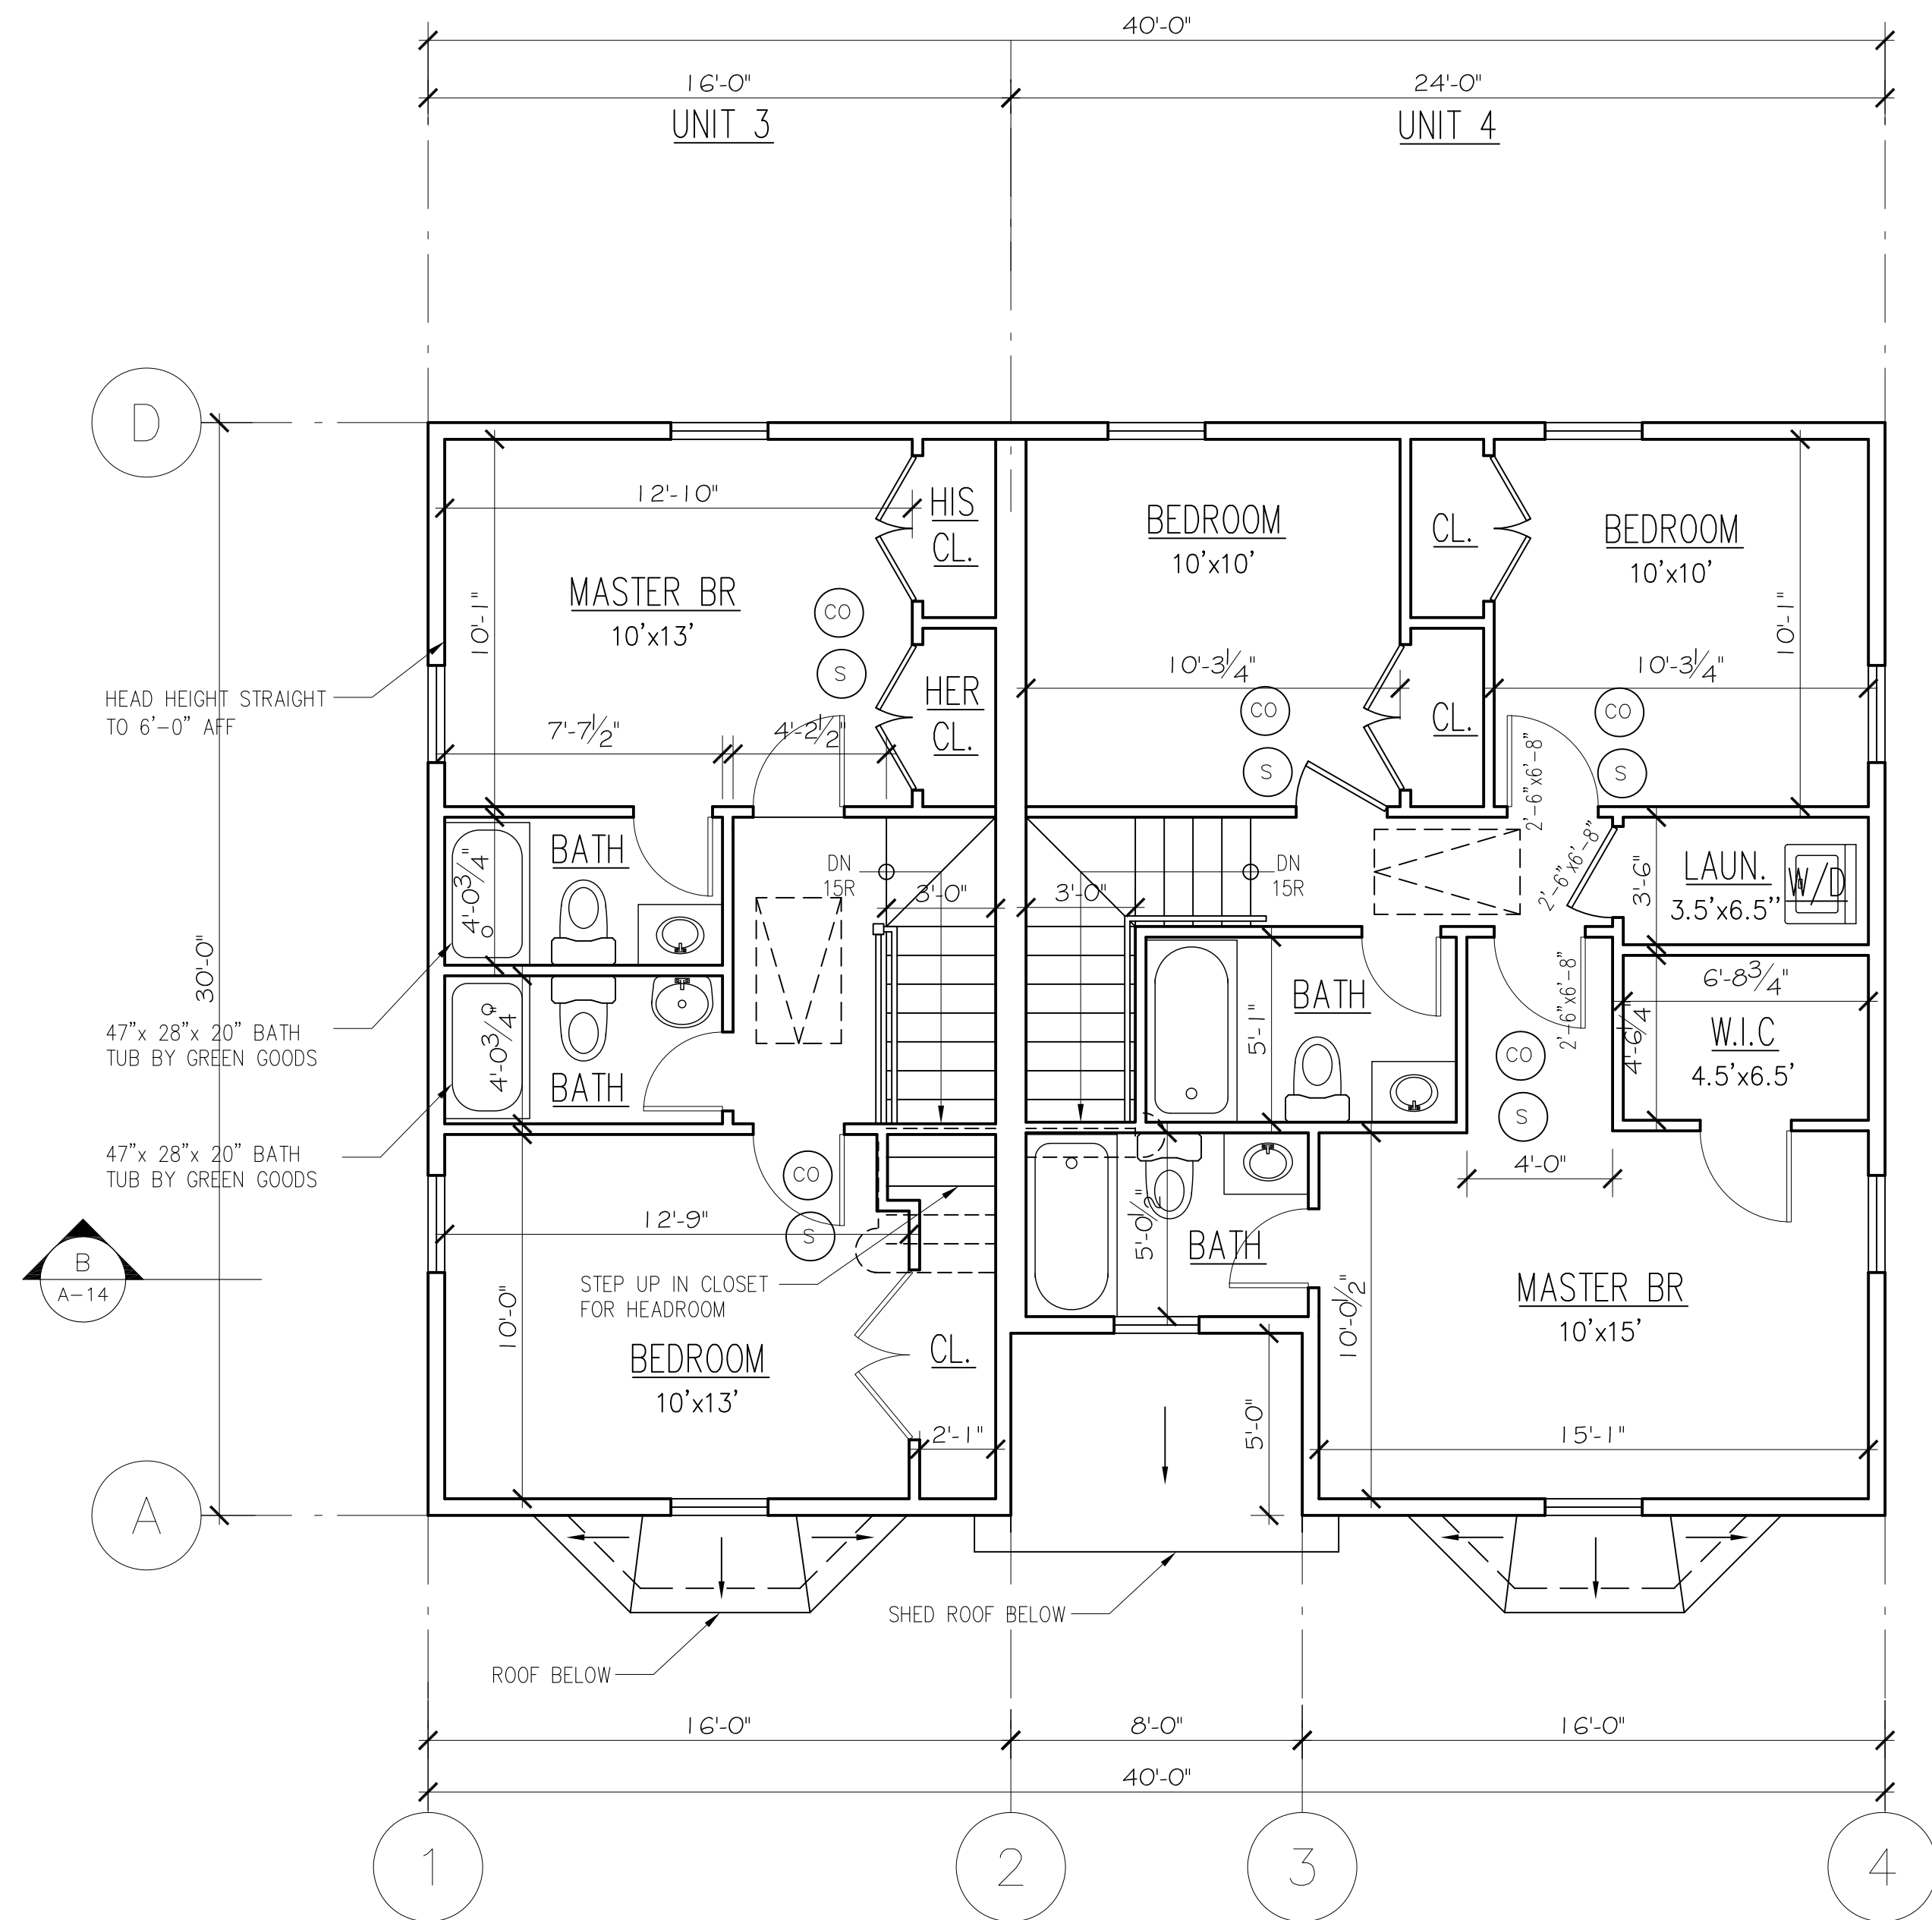 40'-0"
16'-0"
24'-0"
UNIT 3
UNIT 4
D
12'-10"
HIS
CL.
BEDROOM
10'x10'
CL.
BEDROOM
10'x10'
MASTER BR
10'x13'
CO
S
10'-1"
10'-1"
HEAD HEIGHT STRAIGHT
TO 6'-0" AFF
HER
CL.
10'-3 1/4"
10'-3 1/4"
CO
S
CL.
CO
S
7'-7 1/2"
4'-2 1/2"
2'-6"x6'-8"
2'-6"x6'-8"
BATH
4'-0 3/4"
DN
15R
3'-0"
3'-0"
DN
15R
3'-6"
LAUN.
3.5'x6.5"
W/D
30'-0"
6'-8 3/4"
2'-6"x6'-8"
BATH
5'-1"
4'-6 1/4"
W.I.C
4.5'x6.5'
47"x 28"x 20" BATH
TUB BY GREEN GOODS
4'-0 3/4"
BATH
CO
S
47"x 28"x 20" BATH
TUB BY GREEN GOODS
CO
S
4'-0"
12'-9"
5'-0 1/2"
BATH
B
A-14
STEP UP IN CLOSET
FOR HEADROOM
10'-0"
BEDROOM
10'x13'
CL.
10'-0 1/2"
MASTER BR
10'x15'
2'-1"
5'-0"
15'-1"
A
SHED ROOF BELOW
ROOF BELOW
16'-0"
8'-0"
16'-0"
40'-0"
1
2
3
4